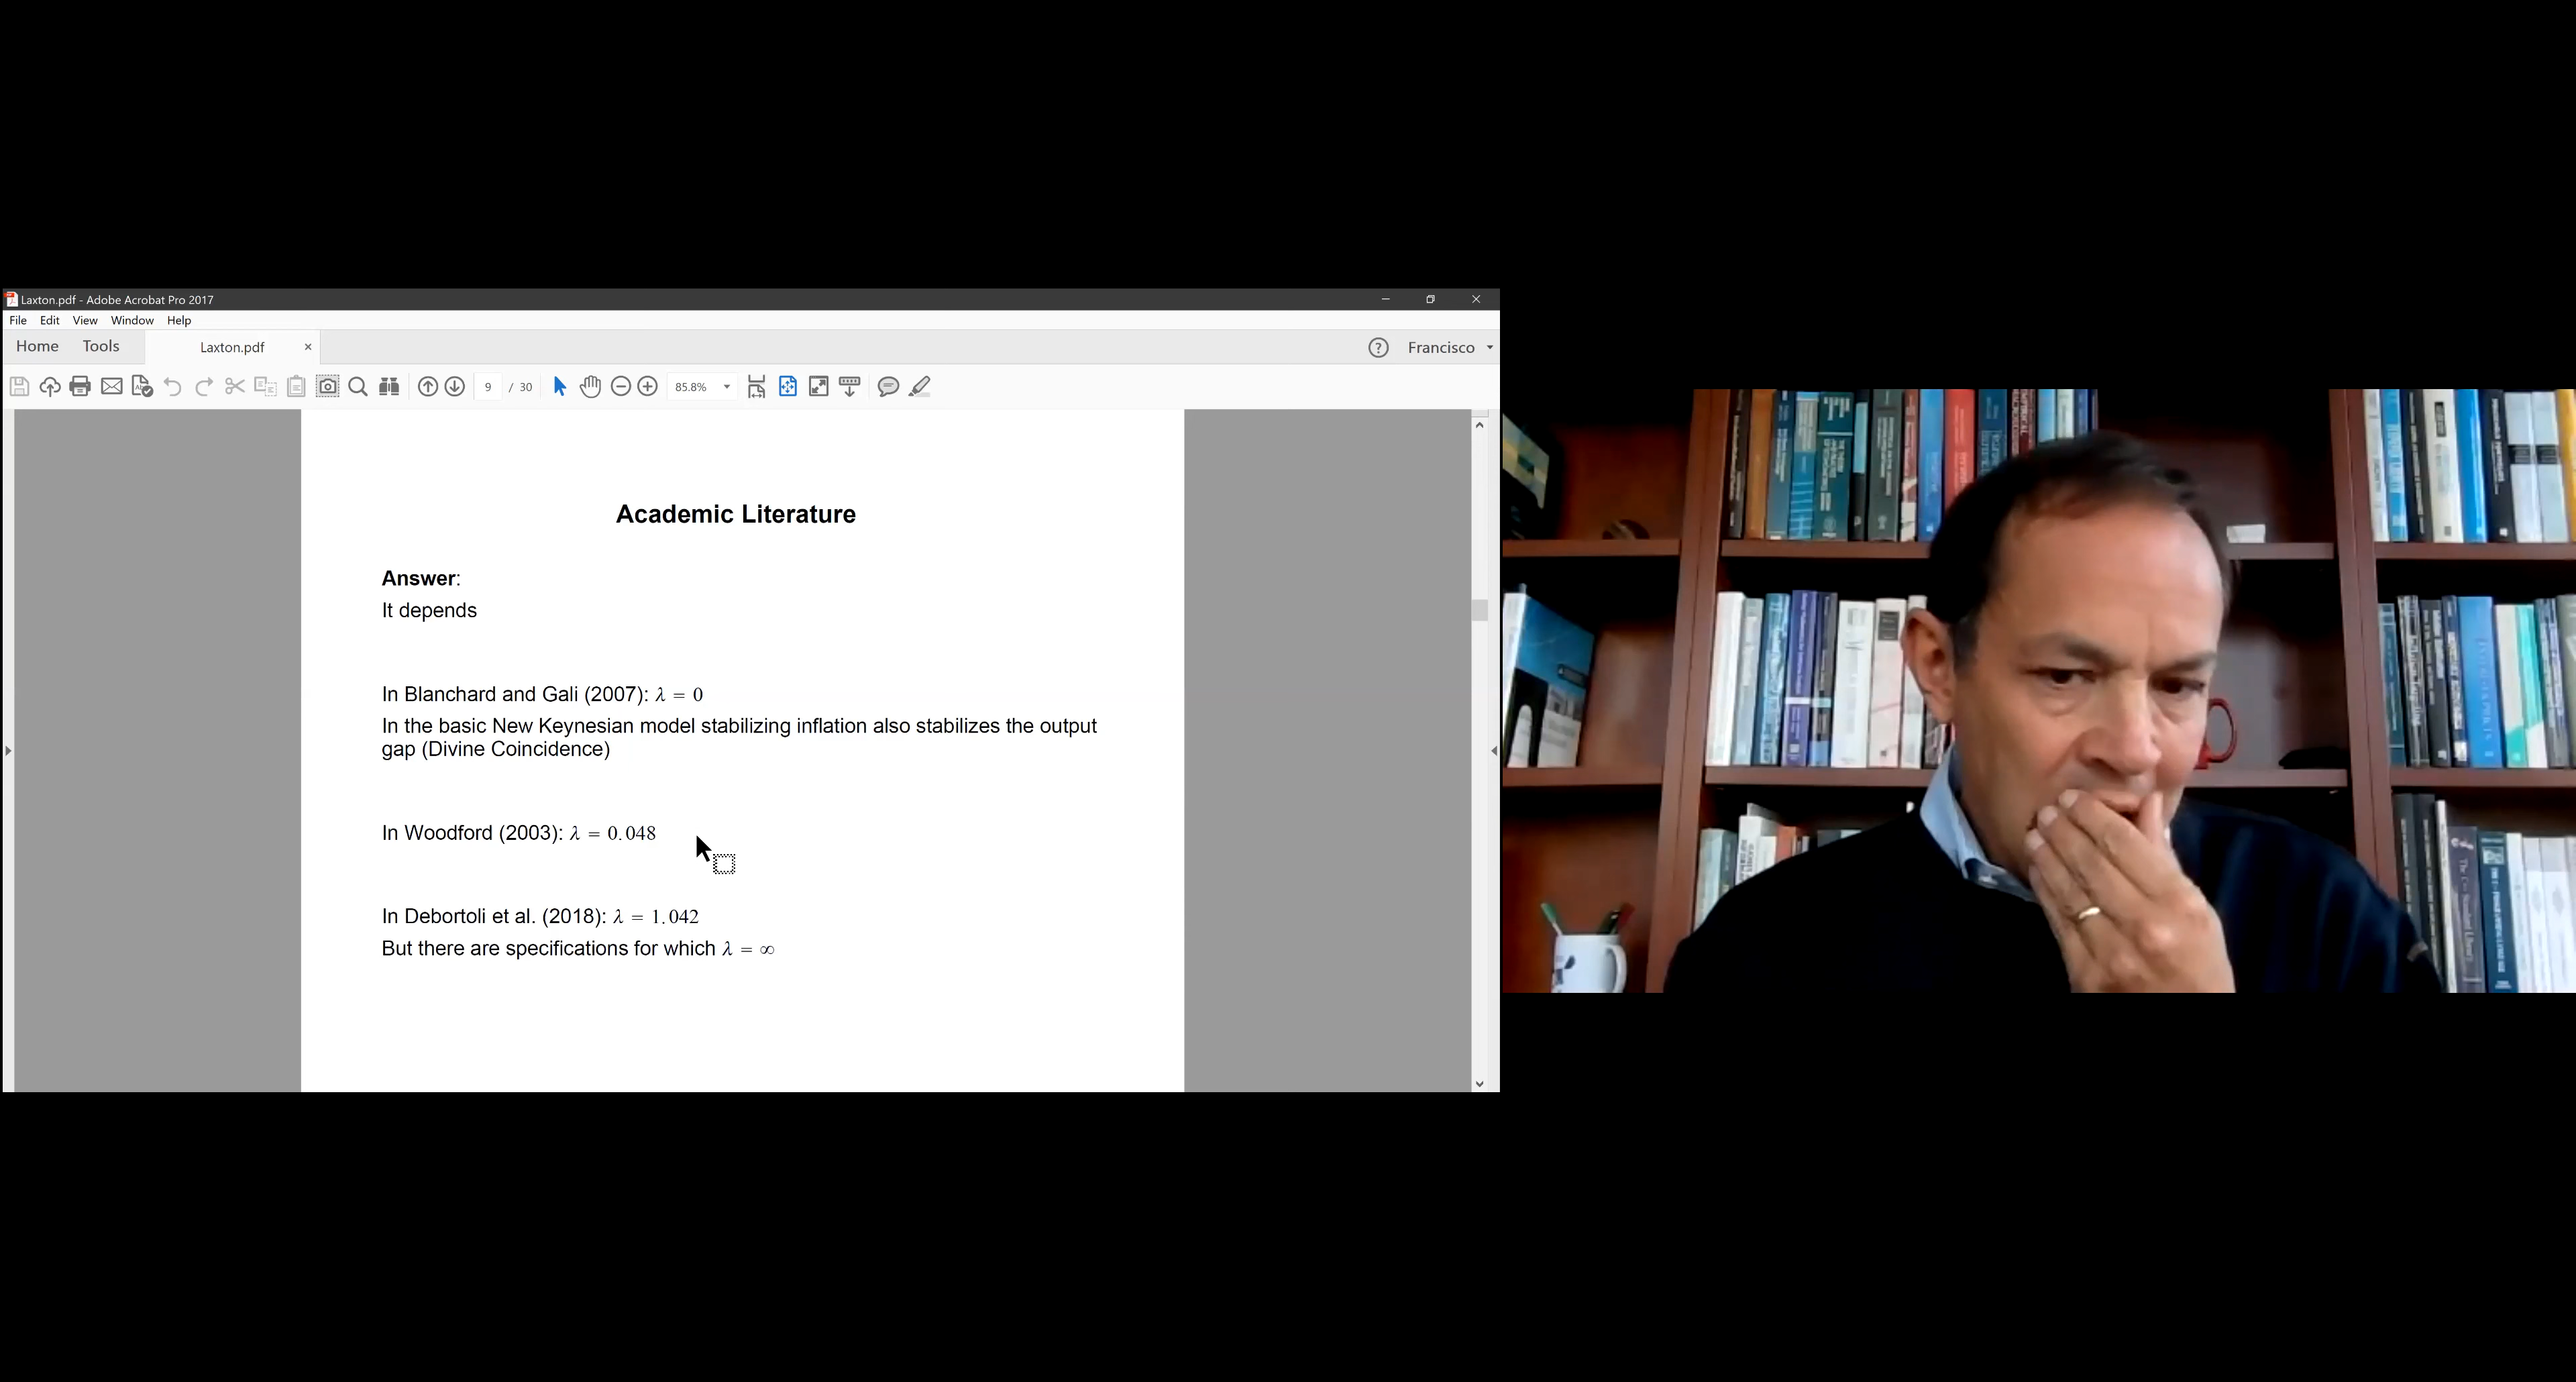 Laxton.pdf - Adobe Acrobat Pro 2017
File Edit View Window Help
Home Tools Laxton.pdf Francisco
9 / 30 85.8%
Academic Literature
Answer:
It depends
In Blanchard and Gali (2007): λ = 0
In the basic New Keynesian model stabilizing inflation also stabilizes the output
gap (Divine Coincidence)
In Woodford (2003): λ = 0.048
In Debortoli et al. (2018): λ = 1.042
But there are specifications for which λ = ∞